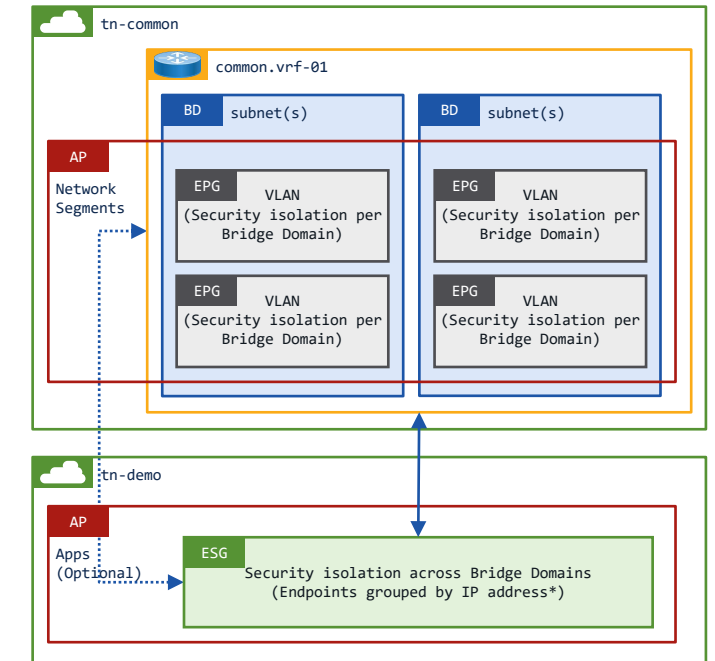 tn-common
common.vrf-01
BD
subnet(s)
BD
subnet(s)
AP
Network
Segments
EPG
VLAN
(Security isolation per
Bridge Domain)
EPG
VLAN
(Security isolation per
Bridge Domain)
EPG
VLAN
(Security isolation per
Bridge Domain)
EPG
VLAN
(Security isolation per
Bridge Domain)
tn-demo
AP
Apps
(Optional)
ESG
Security isolation across Bridge Domains
(Endpoints grouped by IP address*)